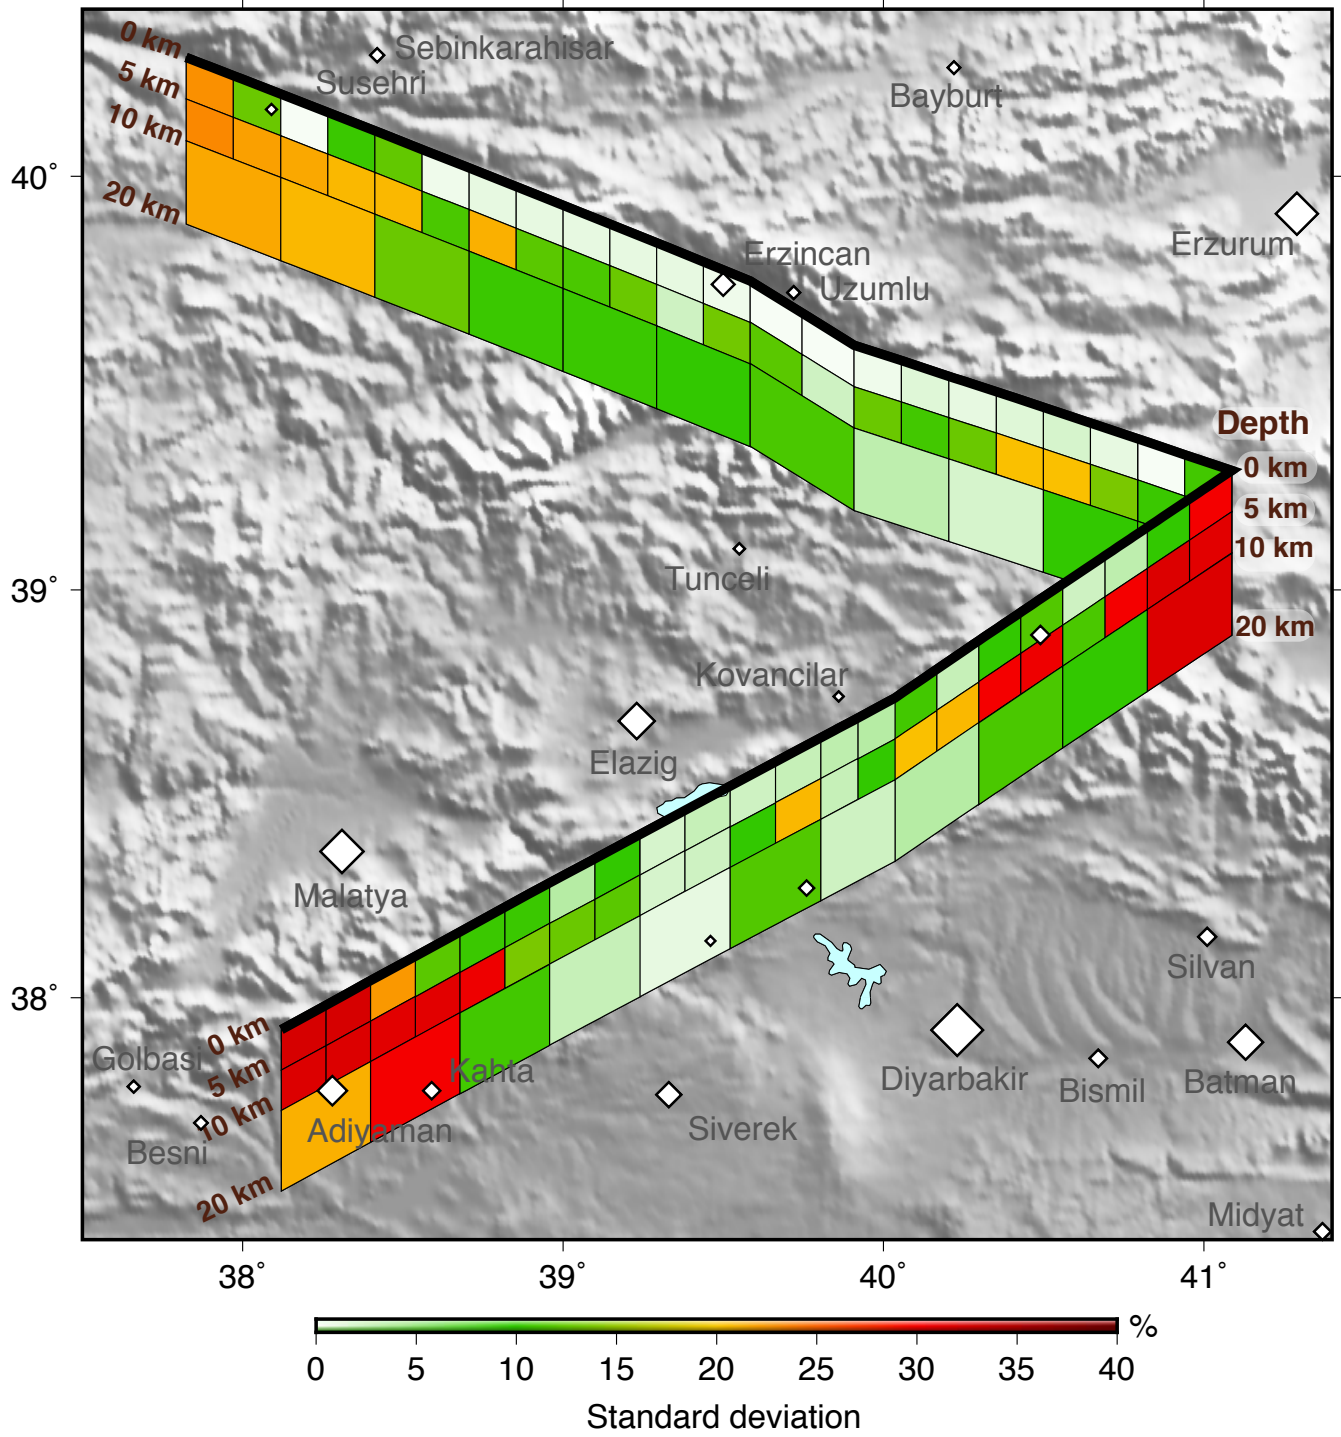 0 km
Sebinkarahisar
5 km
Susehri
Bayburt
10 km
40°
20 km
Erzurum
Erzincan
Uzumlu
Depth
0 km
5 km
10 km
Tunceli
39°
20 km
Kovancilar
Elazig
Malatya
Silvan
38°
0 km
Golbasi
5 km
Kahta
Diyarbakir
Bismil
Batman
10 km
Adiyaman
Siverek
Besni
20 km
Midyat
38°
39°
40°
41°
%
0 5 10 15 20 25 30 35 40
Standard deviation